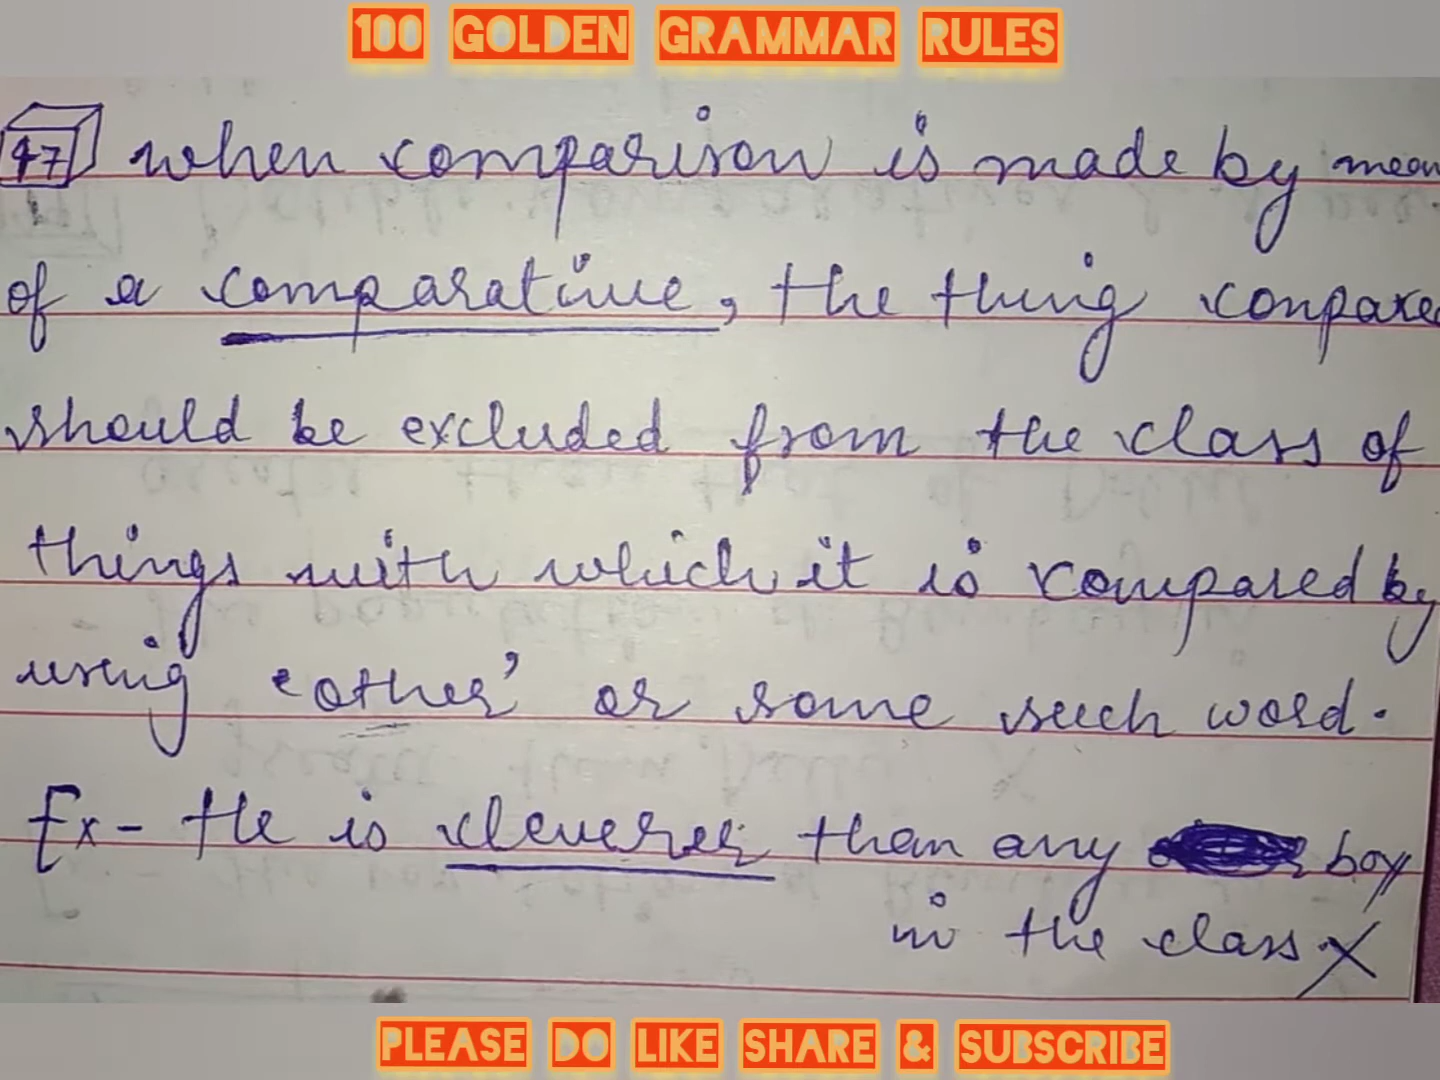 100 GOLDEN GRAMMAR RULES
47 when comparison is made by mean
of a comparative, the thing compared
should be excluded from the class of
things with which it is compared by
using 'other' or some such word.
Ex- He is cleverer than any boy
in the class X
PLEASE DO LIKE SHARE & SUBSCRIBE